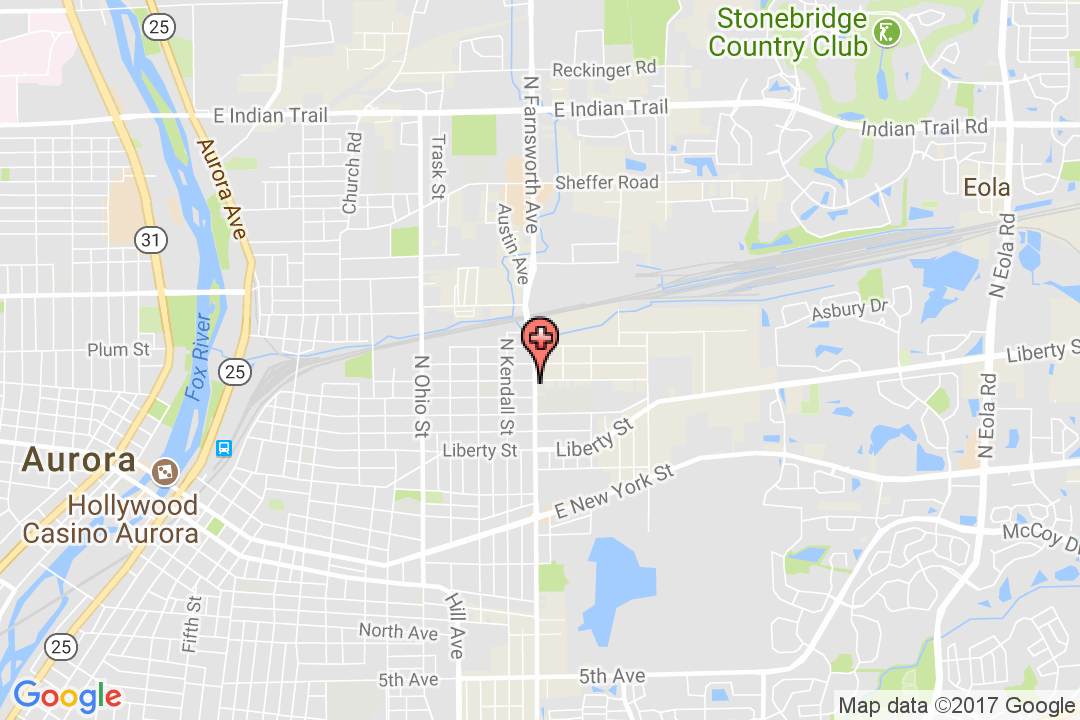 Stonebridge
Country Club
25
Reckinger Rd
E Indian Trail
E Indian Trail
Indian Trail Rd
N Farnsworth Ave
Church Rd
Trask St
Aurora Ave
Sheffer Road
Eola
Austin Ave
31
N Eola Rd
Asbury Dr
Fox River
Plum St
N Kendall St
Liberty S
N Ohio St
25
N Eola Rd
Liberty St
Liberty St
Aurora
E New York St
Hollywood
Casino Aurora
McCoy D
Fifth St
Hill Ave
North Ave
25
5th Ave
5th Ave
Google
Map data ©2017 Google